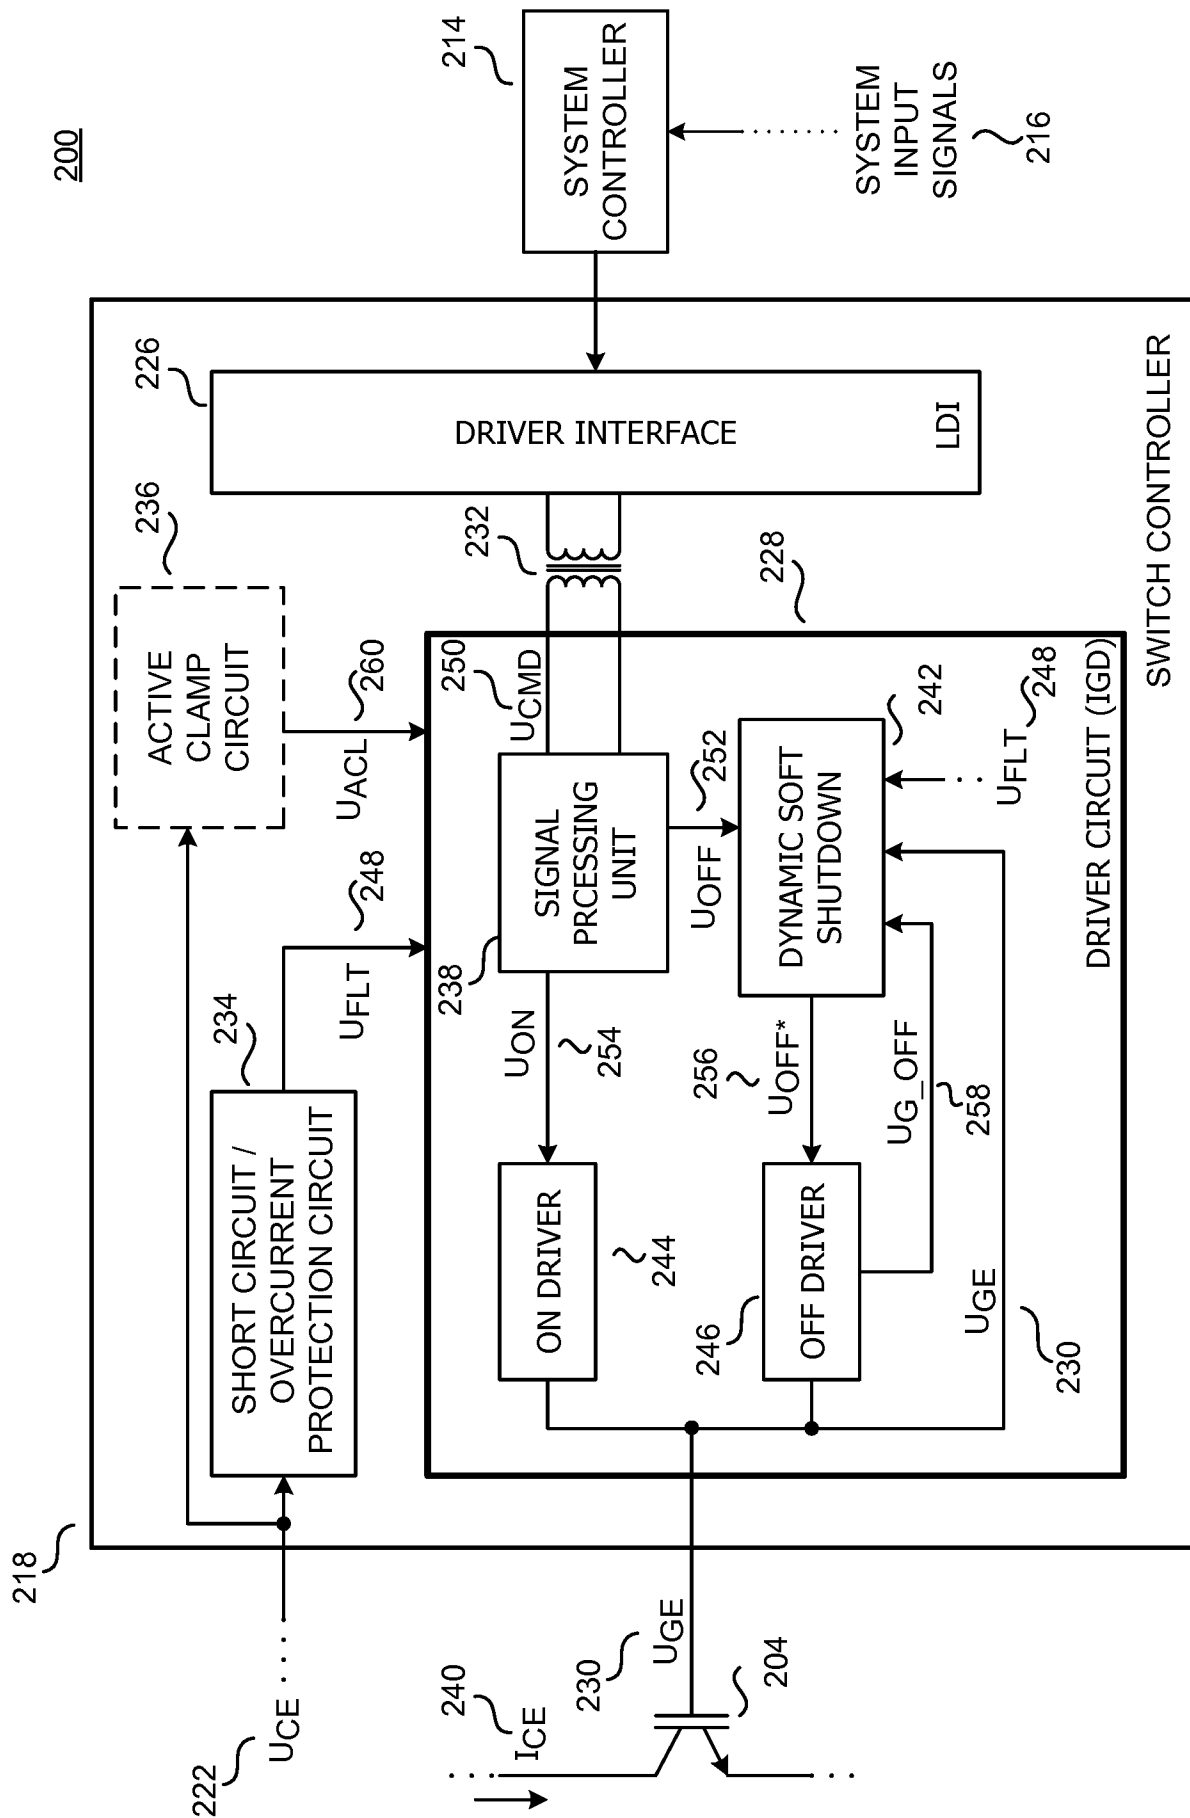 200
218
222
UCE
234
SHORT CIRCUIT /
OVERCURRENT
PROTECTION CIRCUIT
UFLT
248
236
ACTIVE
CLAMP
CIRCUIT
UACL
260
226
DRIVER INTERFACE
LDI
214
SYSTEM
CONTROLLER
SYSTEM
INPUT
SIGNALS
216
232
228
UCMD
250
238
SIGNAL
PRCESSING
UNIT
UON
254
UOFF
252
ON DRIVER
244
DYNAMIC SOFT
SHUTDOWN
242
UOFF*
256
246
OFF DRIVER
UG_OFF
258
UFLT
248
UGE
230
DRIVER CIRCUIT (IGD)
SWITCH CONTROLLER
240
ICE
230
UGE
204